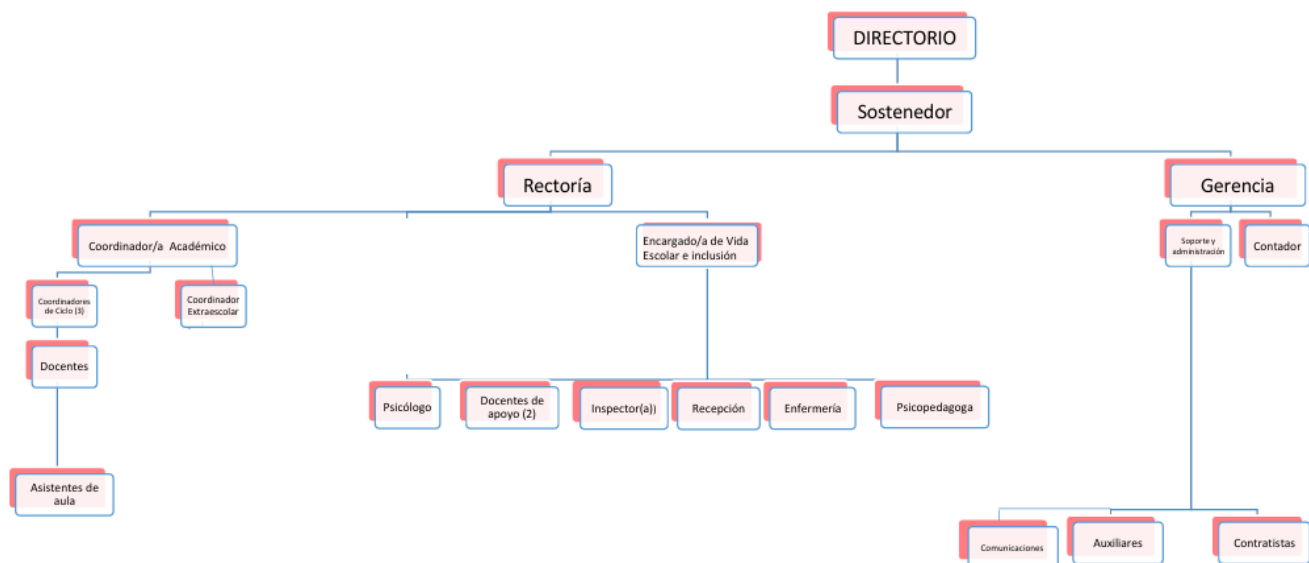 DIRECTORIO
Sostenedor
Rectoría
Gerencia
Coordinador/a Académico
Encargado/a de Vida
Escolar e inclusión
Soporte y
administración
Contador
Coordinadores
de Ciclo (3)
Coordinador
Extraescolar
Docentes
Psicólogo
Docentes de
apoyo (2)
Inspector(a))
Recepción
Enfermería
Psicopedagoga
Asistentes de
aula
Comunicaciones
Auxiliares
Contratistas